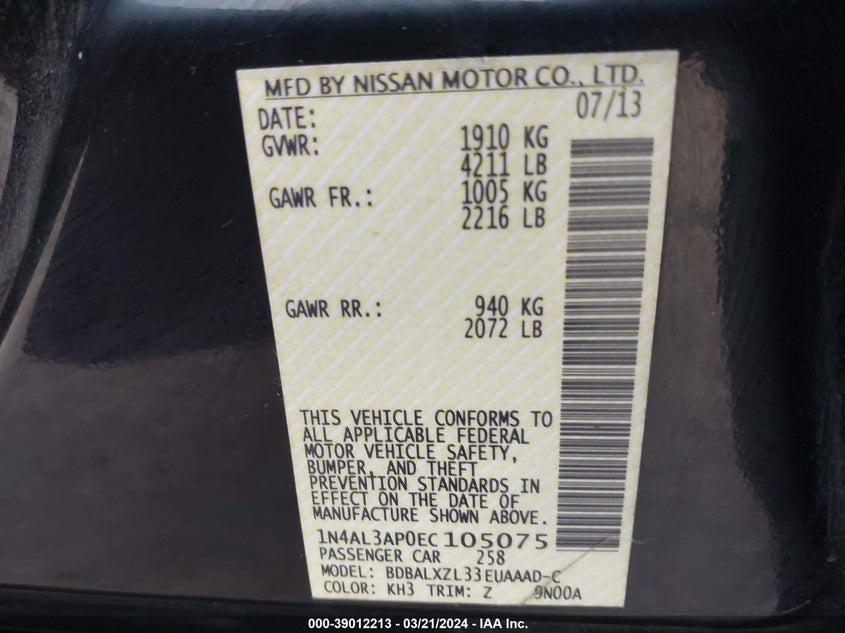 MFD BY NISSAN MOTOR CO., LTD.
DATE: 07/13
GVWR: 1910 KG
4211 LB
GAWR FR.: 1005 KG
2216 LB
GAWR RR.: 940 KG
2072 LB
THIS VEHICLE CONFORMS TO
ALL APPLICABLE FEDERAL
MOTOR VEHICLE SAFETY,
BUMPER, AND THEFT
PREVENTION STANDARDS IN
EFFECT ON THE DATE OF
MANUFACTURE SHOWN ABOVE.
1N4AL3AP0EC105075
PASSENGER CAR 258
MODEL: BDBALXZL33EUAAAD-C
COLOR: KH3 TRIM: Z 9N00A
000-39012213 - 03/21/2024 - IAA Inc.